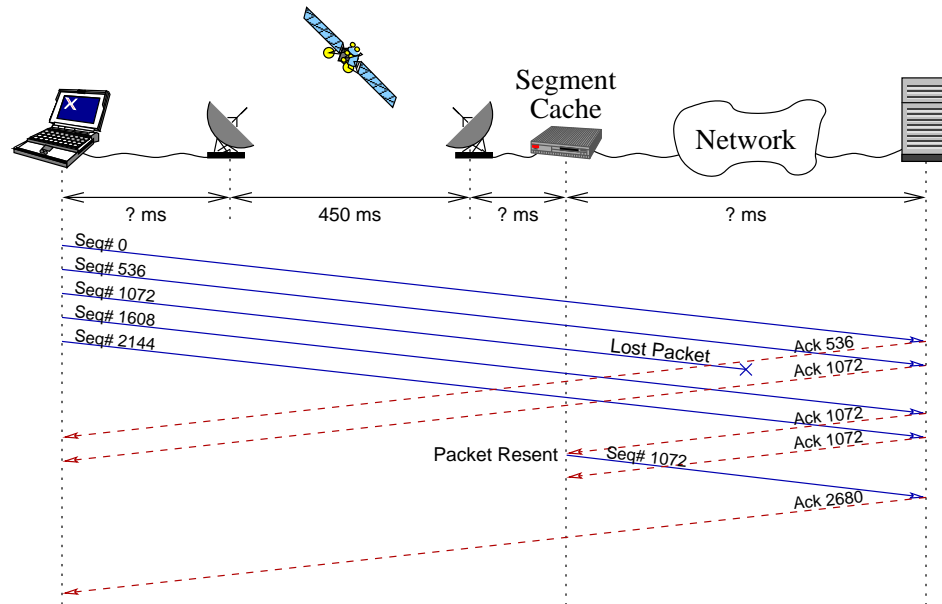 X
Segment
Cache
Network
? ms
450 ms
? ms
? ms
Seq# 0
Seq# 536
Seq# 1072
Seq# 1608
Seq# 2144
Lost Packet
Ack 536
Ack 1072
Ack 1072
Ack 1072
Packet Resent
Seq# 1072
Ack 2680